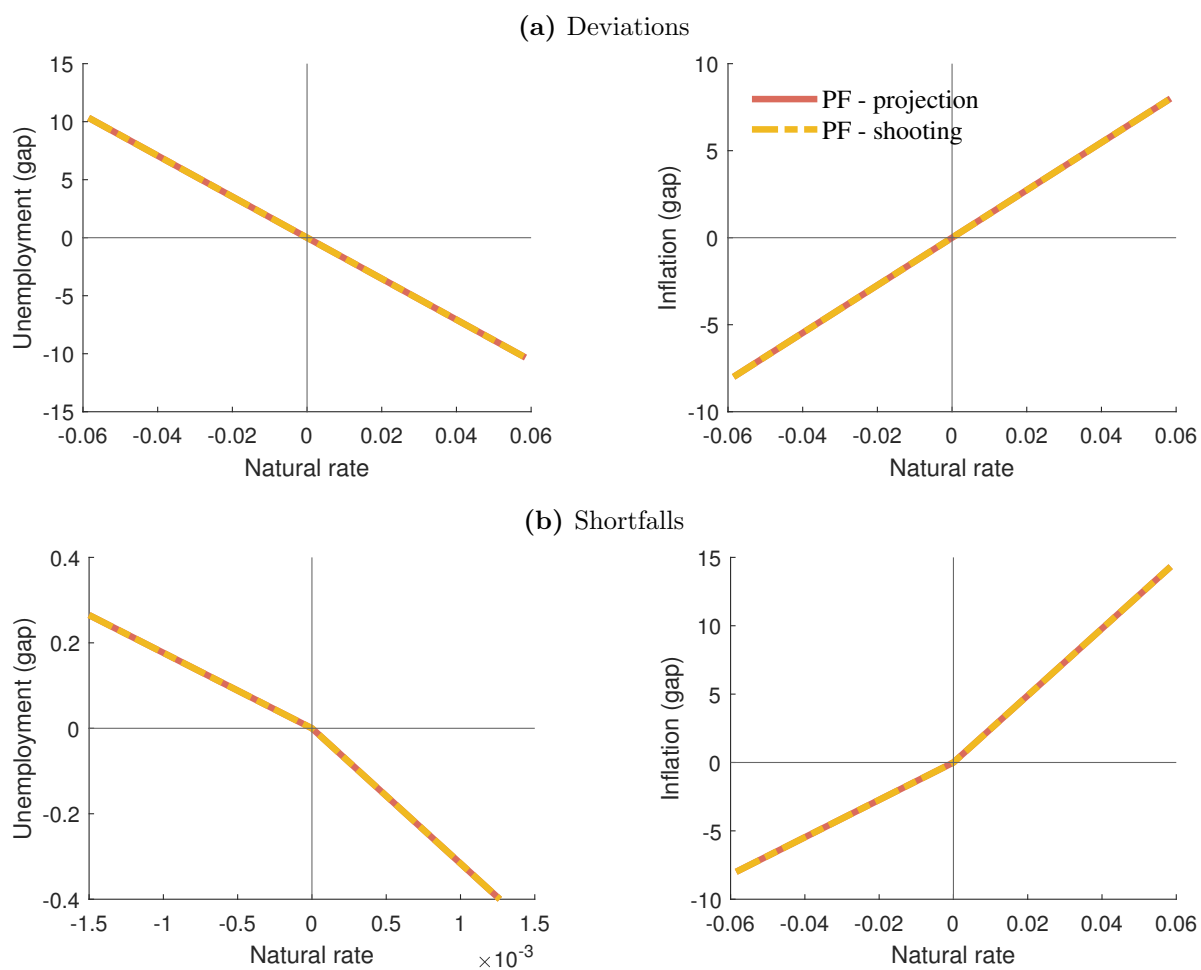 (a) Deviations
15
10
5
0
-5
-10
-15
-0.06 -0.04 -0.02 0 0.02 0.04 0.06
Natural rate
Unemployment (gap)
10
5
0
-5
-10
-0.06 -0.04 -0.02 0 0.02 0.04 0.06
Natural rate
Inflation (gap)
PF - projection
PF - shooting
(b) Shortfalls
0.4
0.2
0
-0.2
-0.4
-1.5 -1 -0.5 0 0.5 1 1.5
Natural rate ×10⁻³
Unemployment (gap)
15
10
5
0
-5
-10
-0.06 -0.04 -0.02 0 0.02 0.04 0.06
Natural rate
Inflation (gap)